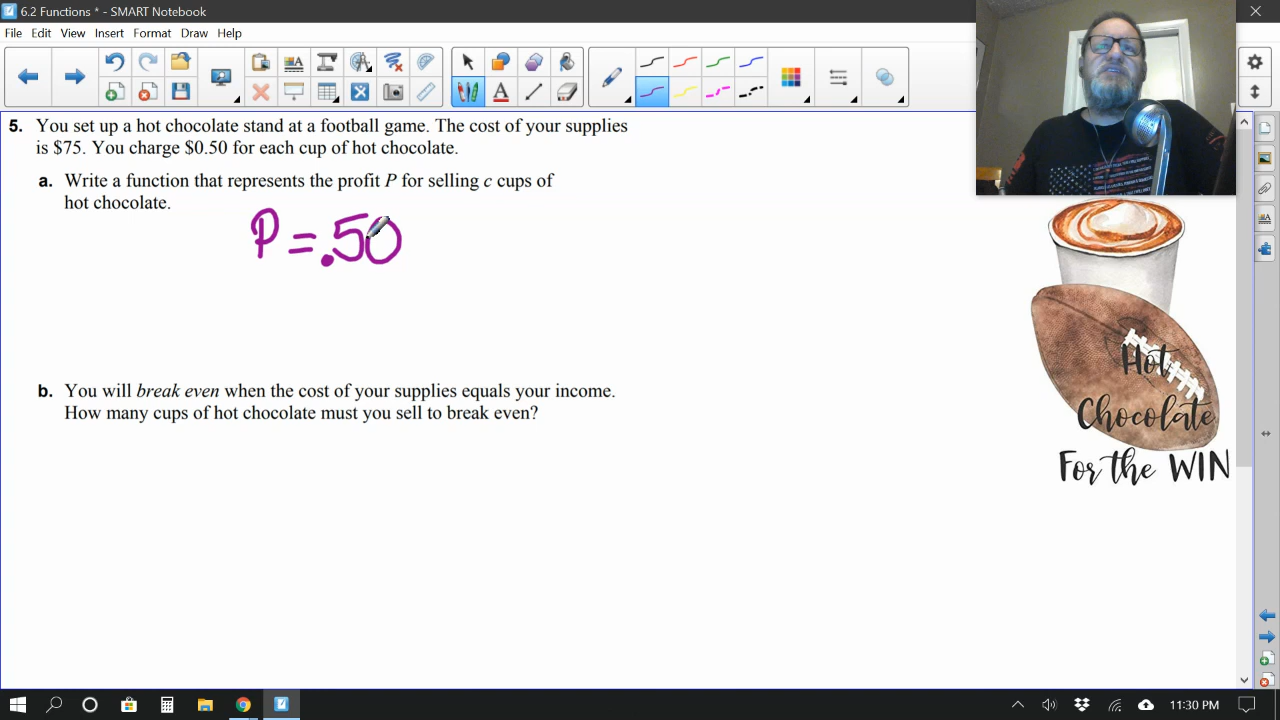 6.2 Functions * - SMART Notebook
File Edit View Insert Format Draw Help
5. You set up a hot chocolate stand at a football game. The cost of your supplies
is $75. You charge $0.50 for each cup of hot chocolate.
a. Write a function that represents the profit P for selling c cups of
hot chocolate.
P = .50
b. You will break even when the cost of your supplies equals your income.
How many cups of hot chocolate must you sell to break even?
Hot
Chocolate
For the WIN
11:30 PM